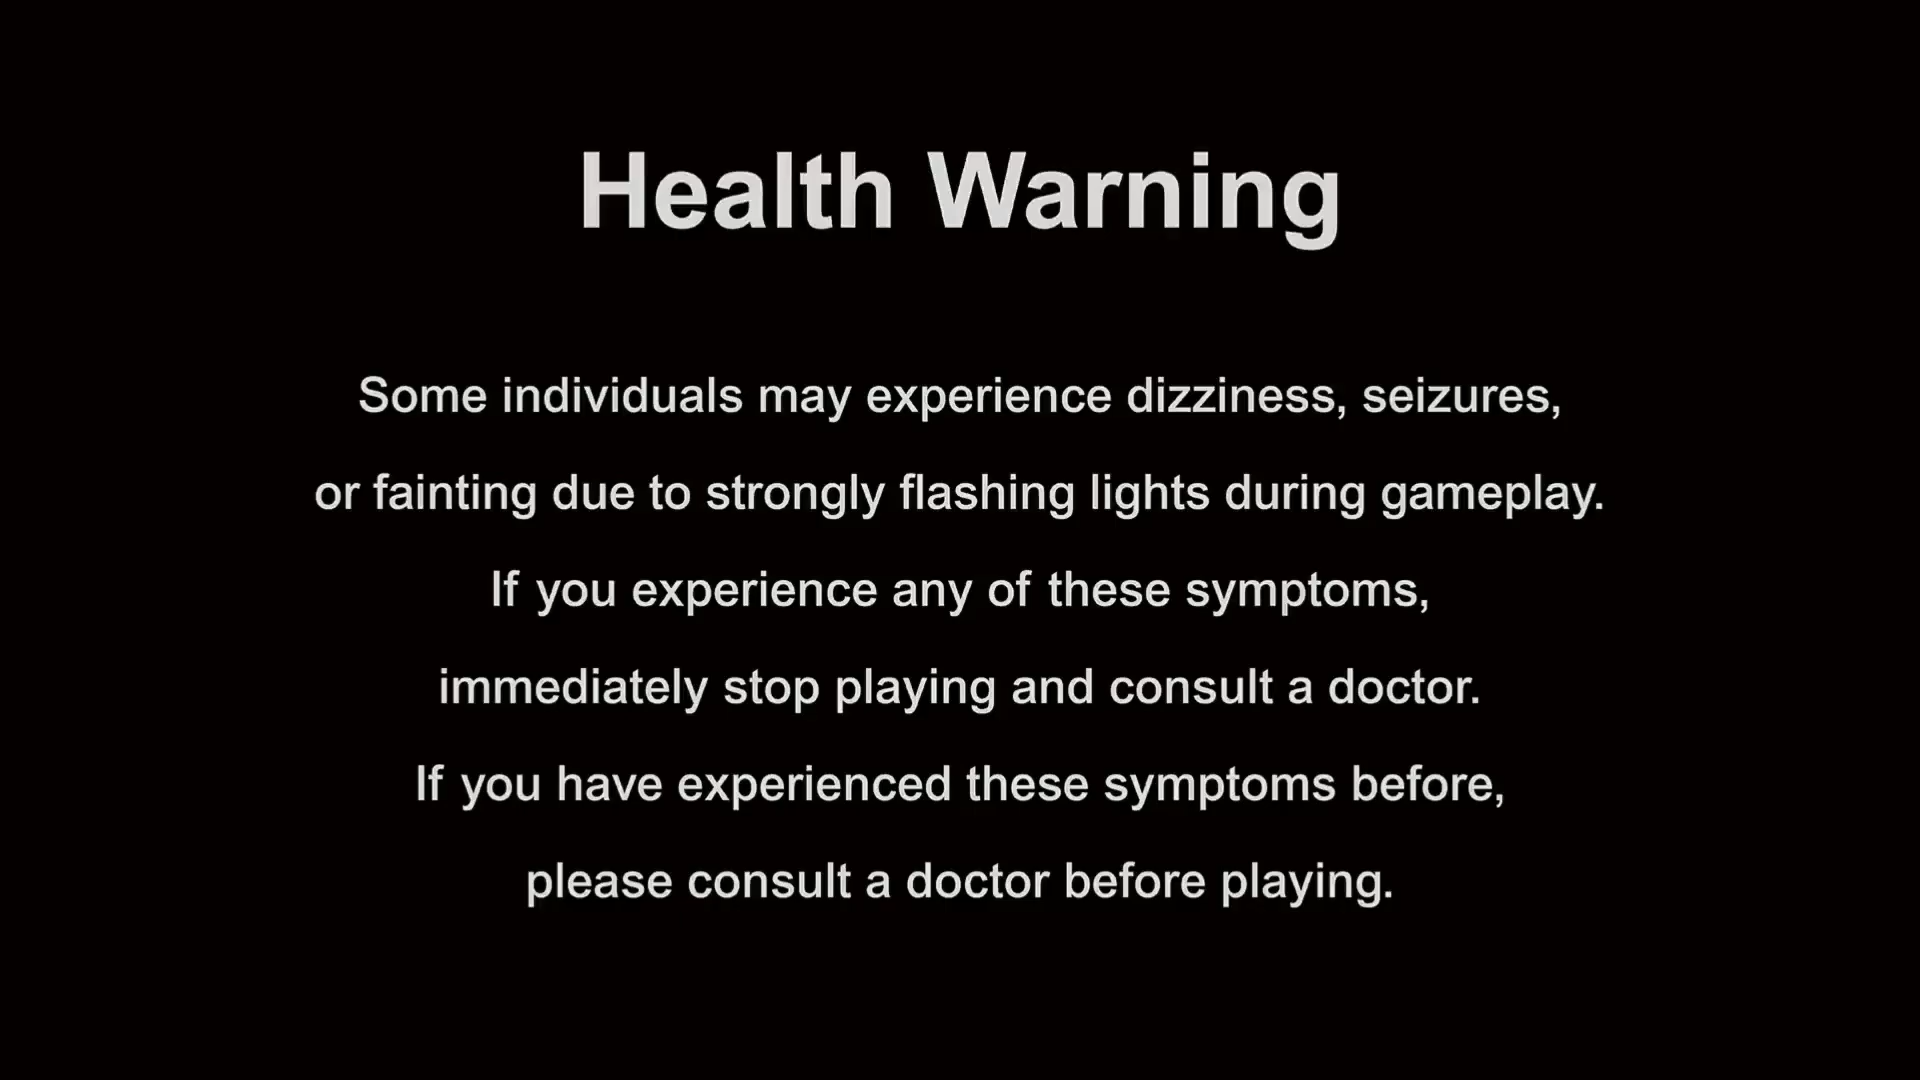 Health Warning
Some individuals may experience dizziness, seizures,
or fainting due to strongly flashing lights during gameplay.
If you experience any of these symptoms,
immediately stop playing and consult a doctor.
If you have experienced these symptoms before,
please consult a doctor before playing.